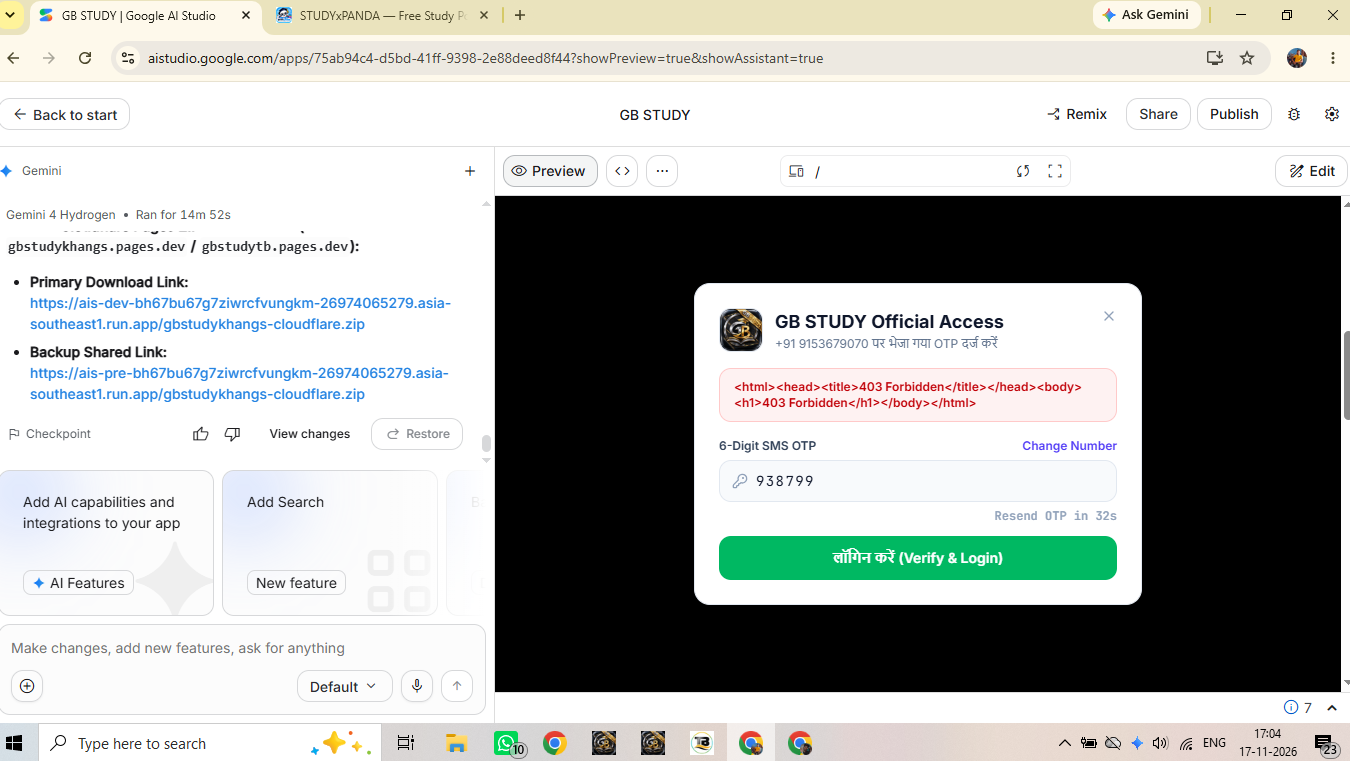 GB STUDY | Google AI Studio
STUDYxPANDA — Free Study Po
Ask Gemini
aistudio.google.com/apps/75ab94c4-d5bd-41ff-9398-2e88deed8f44?showPreview=true&showAssistant=true
Back to start
GB STUDY
Remix
Share
Publish
Gemini
Preview
/
Edit
Gemini 4 Hydrogen • Ran for 14m 52s
gbstudykhangs.pages.dev / gbstudytb.pages.dev):
• Primary Download Link:
https://ais-dev-bh67bu67g7ziwrcfvungkm-26974065279.asia-
southeast1.run.app/gbstudykhangs-cloudflare.zip
• Backup Shared Link:
https://ais-pre-bh67bu67g7ziwrcfvungkm-26974065279.asia-
southeast1.run.app/gbstudykhangs-cloudflare.zip
Checkpoint
View changes
Restore
Add AI capabilities and
integrations to your app
AI Features
Add Search
New feature
Make changes, add new features, ask for anything
Default
GB STUDY Official Access
+91 9153679070 पर भेजा गया OTP दर्ज करें
<html><head><title>403 Forbidden</title></head><body>
<h1>403 Forbidden</h1></body></html>
6-Digit SMS OTP
Change Number
938799
Resend OTP in 32s
लॉगिन करें (Verify & Login)
7
Type here to search
10
ENG
17:04
17-11-2026
23